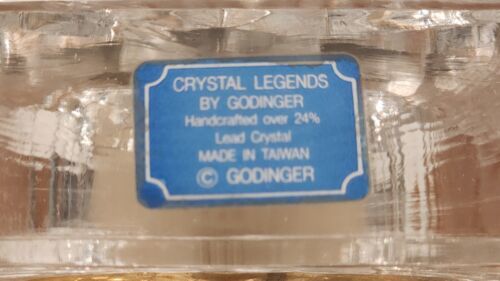 CRYSTAL LEGENDS
BY GODINGER
Handcrafted over 24%
Lead Crystal
MADE IN TAIWAN
© GODINGER